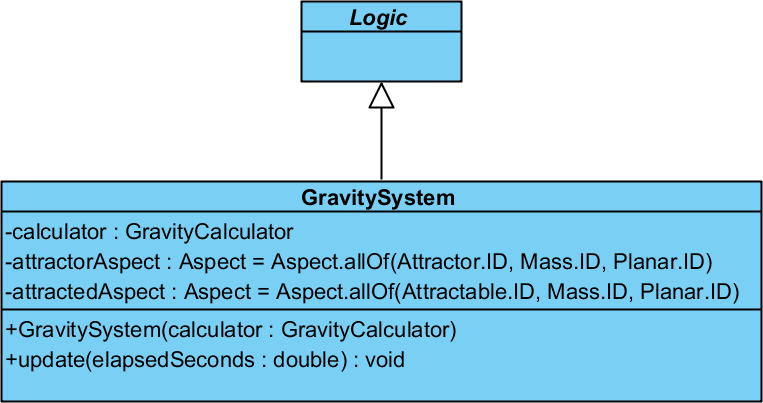 Logic
GravitySystem
-calculator : GravityCalculator
-attractorAspect : Aspect = Aspect.allOf(Attractor.ID, Mass.ID, Planar.ID)
-attractedAspect : Aspect = Aspect.allOf(Attractable.ID, Mass.ID, Planar.ID)
+GravitySystem(calculator : GravityCalculator)
+update(elapsedSeconds : double) : void